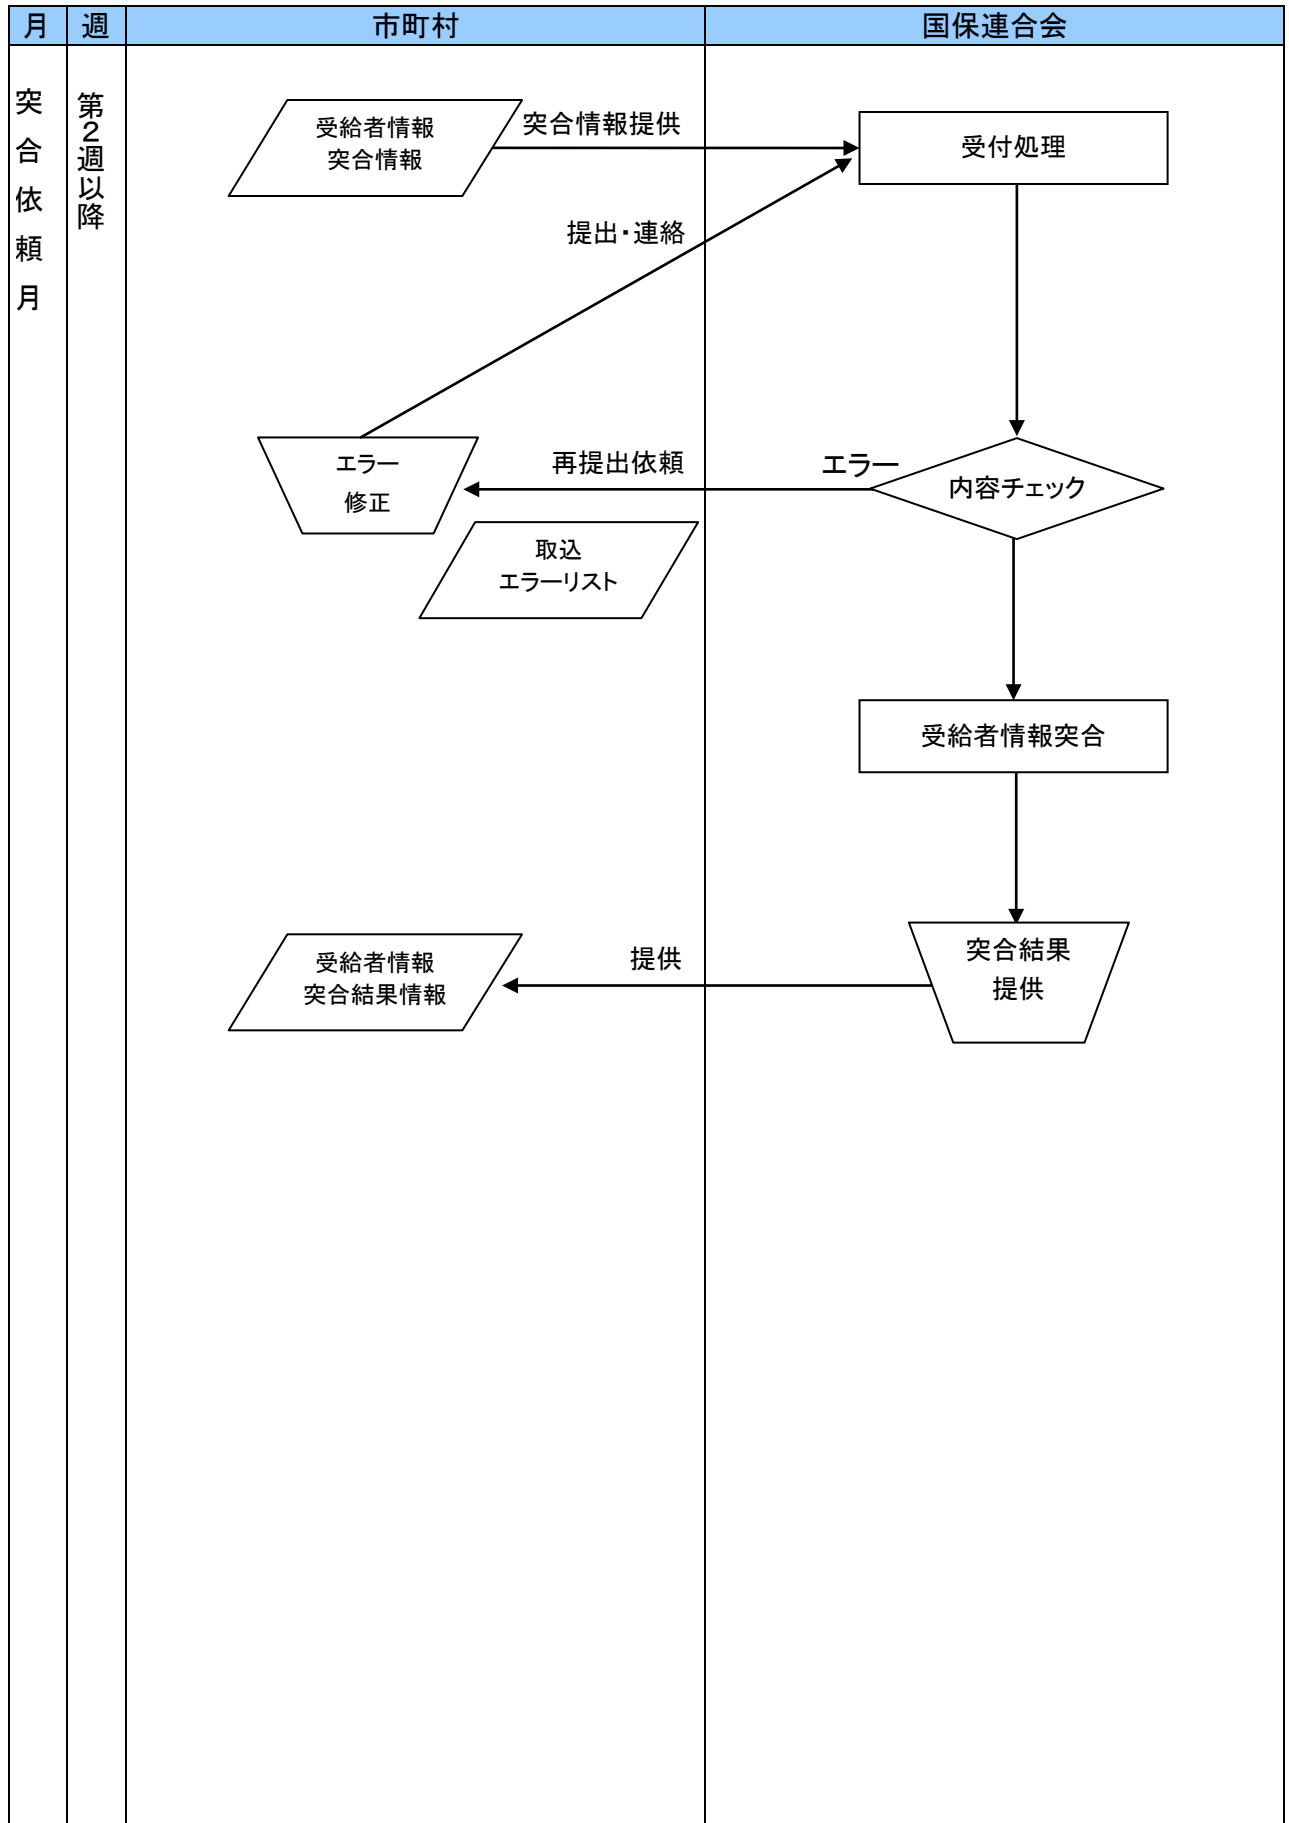 月
週
市町村
国保連合会
突合依頼月
第2週以降
受給者情報
突合情報
突合情報提供
受付処理
提出・連絡
エラー
修正
再提出依頼
エラー
内容チェック
取込
エラーリスト
受給者情報突合
受給者情報
突合結果情報
提供
突合結果
提供